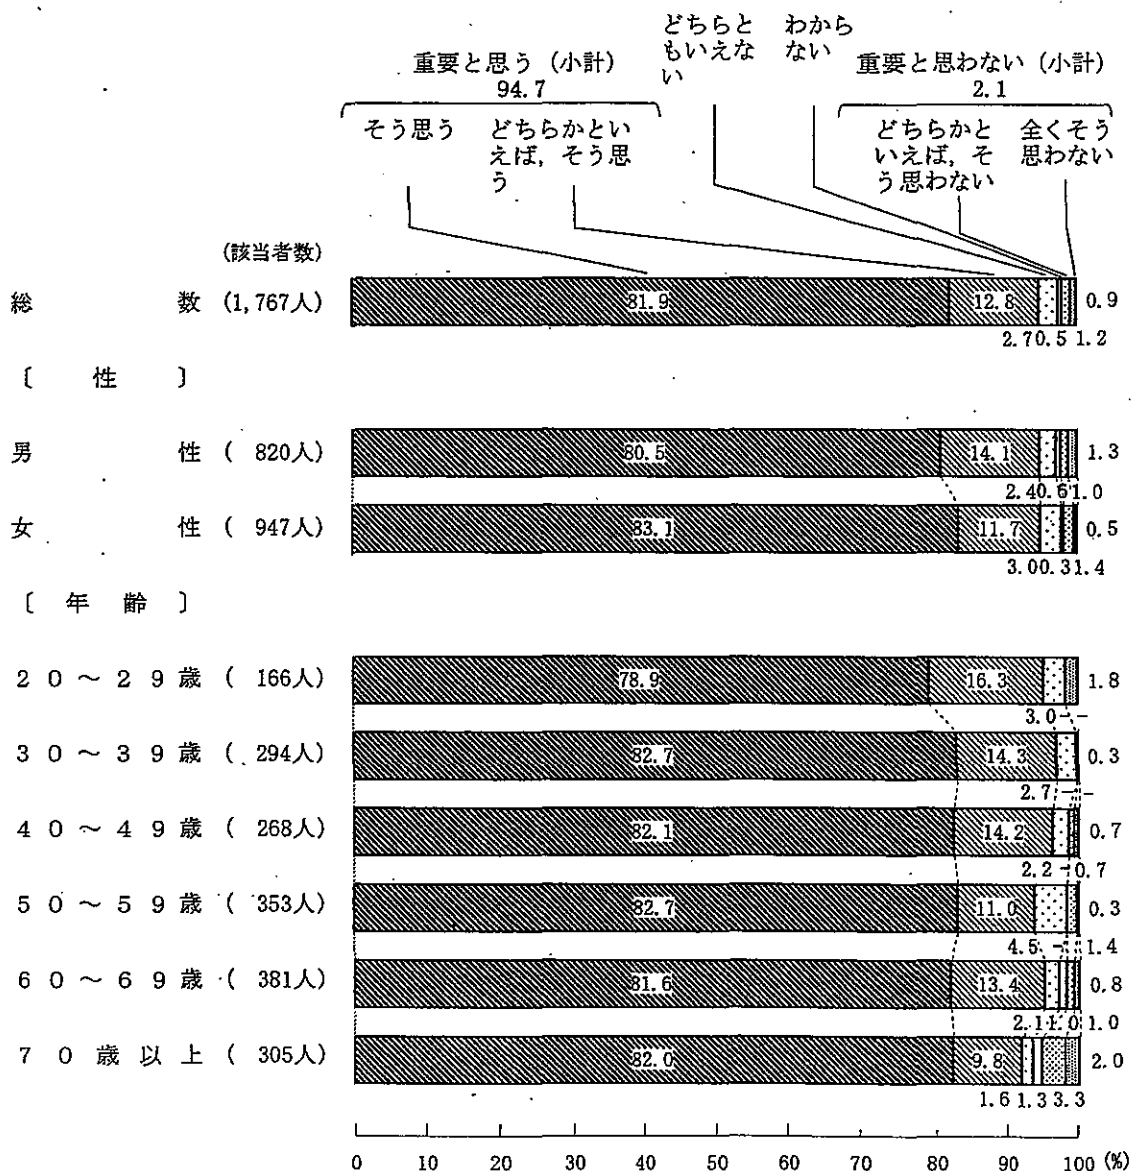 どちらと
もいえな
い
わから
ない
重要と思う（小計）
94.7
重要と思わない（小計）
2.1
そう思う
どちらかとい
えば，そう思
う
どちらかと
いえば，そ
う思わない
全くそう
思わない
(該当者数)
総数 (1,767人) 81.9 12.8 0.9
2.7 0.5 1.2
〔性〕
男性 ( 820人) 80.5 14.1 1.3
2.4 0.6 1.0
女性 ( 947人) 83.1 11.7 0.5
3.0 0.3 1.4
〔年齢〕
20～29歳 ( 166人) 78.9 16.3 1.8
3.0 - -
30～39歳 ( 294人) 82.7 14.3 0.3
2.7 - -
40～49歳 ( 268人) 82.1 14.2 0.7
2.2 - 0.7
50～59歳 ( 353人) 82.7 11.0 0.3
4.5 - 1.4
60～69歳 ( 381人) 81.6 13.4 0.8
2.1 1.0 1.0
70歳以上 ( 305人) 82.0 9.8 2.0
1.6 1.3 3.3
0 10 20 30 40 50 60 70 80 90 100 (%)